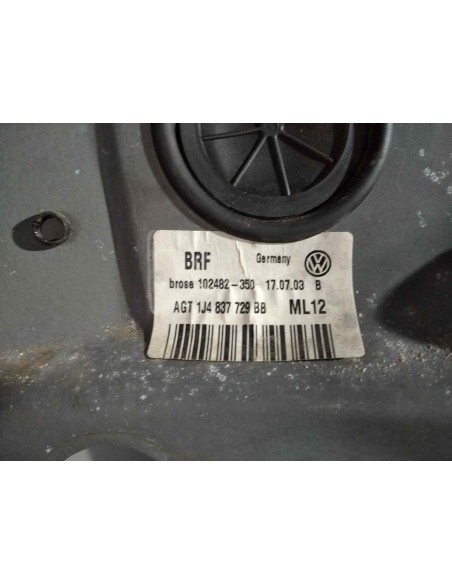 BRF Germany
brose 102482-350 17.07.03 B
AGT 1J4 837 729 BB ML12